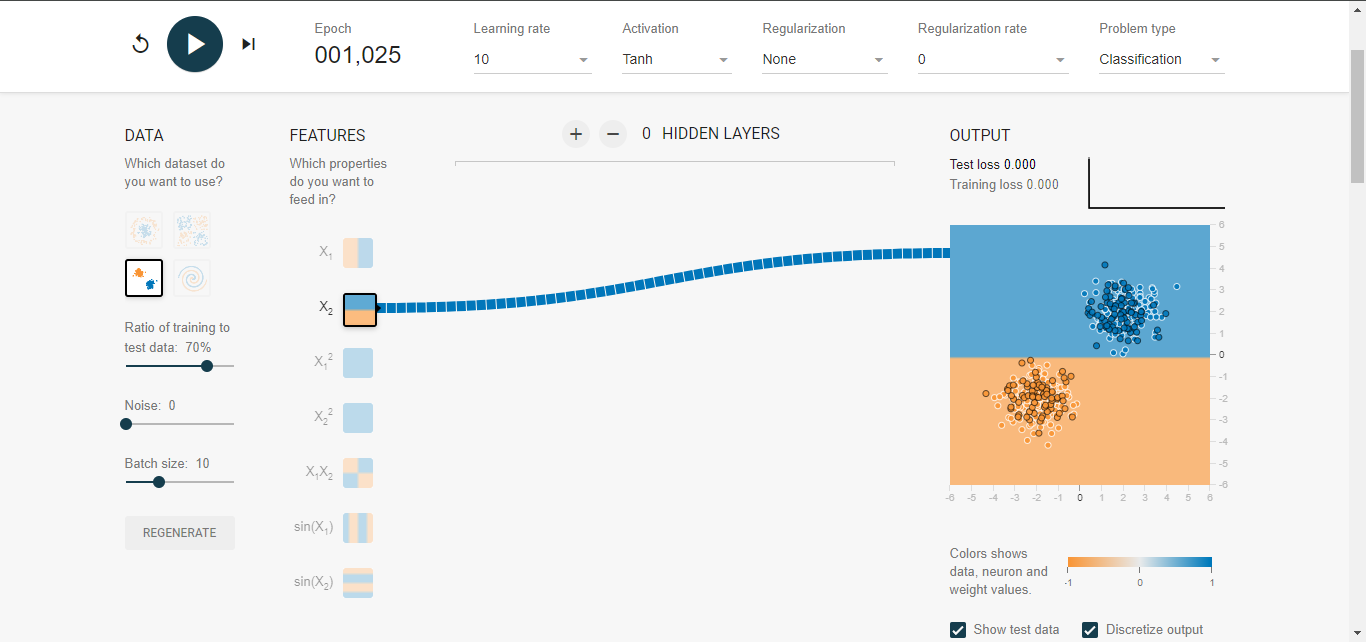 Epoch
001,025
Learning rate
10
Activation
Tanh
Regularization
None
Regularization rate
0
Problem type
Classification
DATA
Which dataset do
you want to use?
Ratio of training to
test data: 70%
Noise: 0
Batch size: 10
REGENERATE
FEATURES
Which properties
do you want to
feed in?
X₁
X₂
X₁²
X₂²
X₁X₂
sin(X₁)
sin(X₂)
+ − 0 HIDDEN LAYERS
OUTPUT
Test loss 0.000
Training loss 0.000
6
5
4
3
2
1
0
-1
-2
-3
-4
-5
-6
-6 -5 -4 -3 -2 -1 0 1 2 3 4 5 6
Colors shows
data, neuron and
weight values.
-1 0 1
Show test data
Discretize output